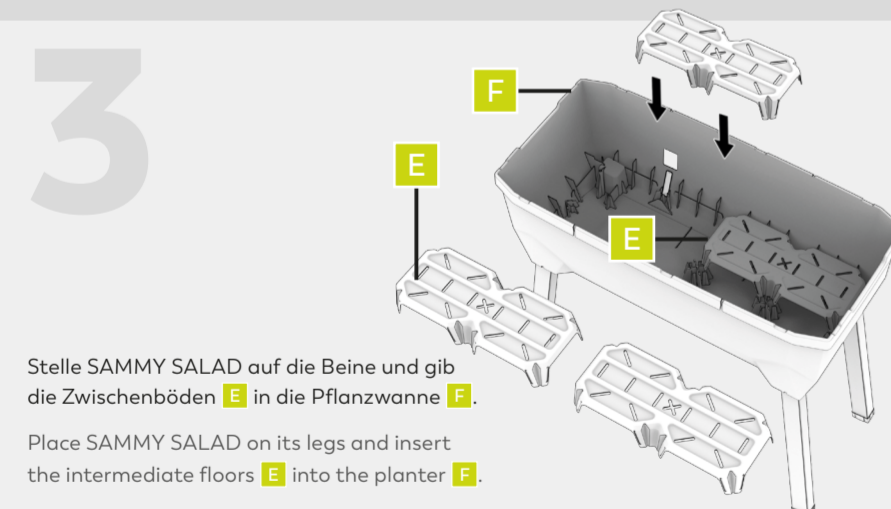 3
F
E
E
Stelle SAMMY SALAD auf die Beine und gib
die Zwischenböden E in die Pflanzwanne F.
Place SAMMY SALAD on its legs and insert
the intermediate floors E into the planter F.